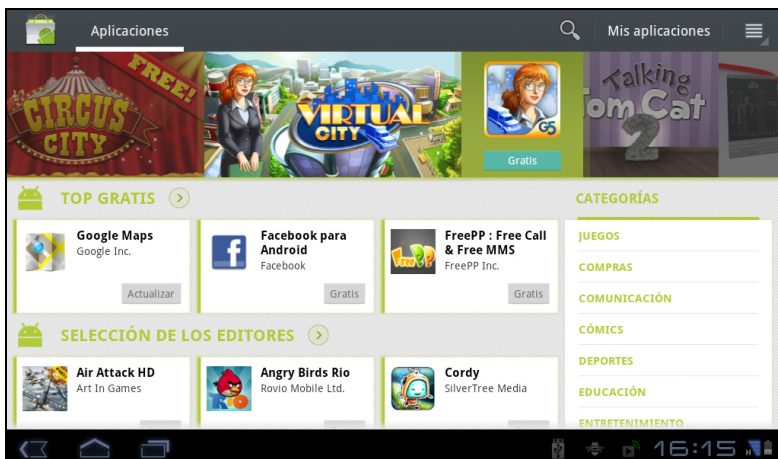 Aplicaciones
Mis aplicaciones
CIRCUS
CITY
FREE!
VIRTUAL
CITY
G5
Gratis
Talking
Tom Cat
2
TOP GRATIS
CATEGORÍAS
Google Maps
Google Inc.
Actualizar
Facebook para
Android
Facebook
Gratis
FreePP : Free Call
& Free MMS
FreePP Inc.
FreePP
Gratis
JUEGOS
COMPRAS
COMUNICACIÓN
CÓMICS
DEPORTES
EDUCACIÓN
ENTRETENIMIENTO
SELECCIÓN DE LOS EDITORES
Air Attack HD
Art In Games
Angry Birds Rio
Rovio Mobile Ltd.
RIO
Cordy
SilverTree Media
16:15
H